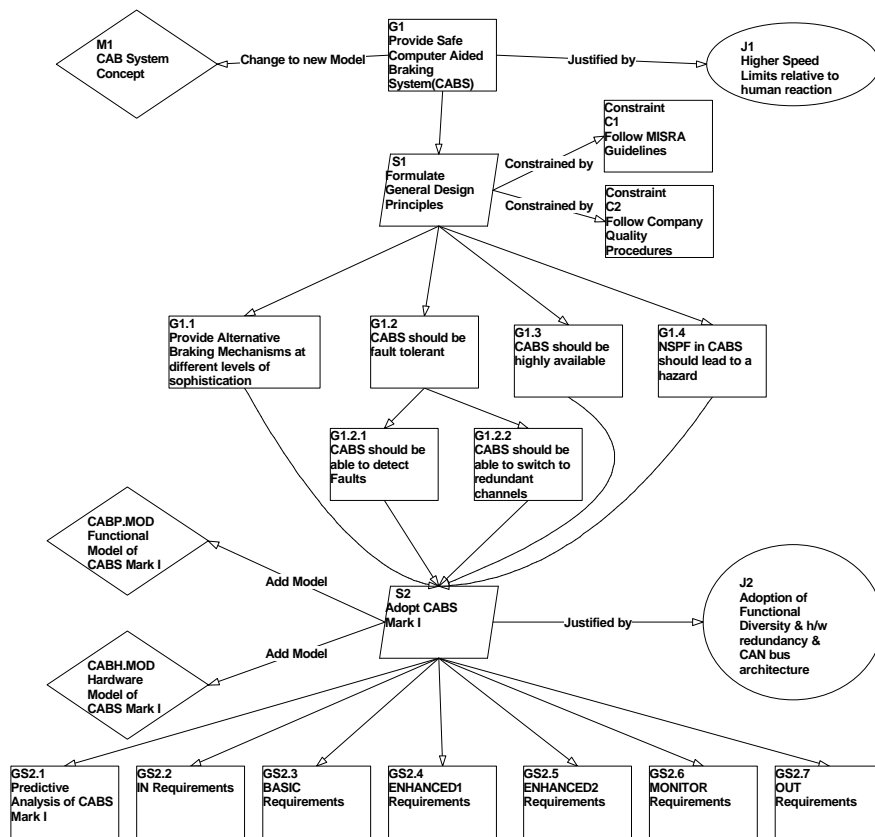 M1
CAB System
Concept
Change to new Model
G1
Provide Safe
Computer Aided
Braking
System(CABS)
Justified by
J1
Higher Speed
Limits relative to
human reaction
S1
Formulate
General Design
Principles
Constrained by
Constraint
C1
Follow MISRA
Guidelines
Constrained by
Constraint
C2
Follow Company
Quality
Procedures
G1.1
Provide Alternative
Braking Mechanisms at
different levels of
sophistication
G1.2
CABS should be
fault tolerant
G1.3
CABS should be
highly available
G1.4
NSPF in CABS
should lead to a
hazard
G1.2.1
CABS should be
able to detect
Faults
G1.2.2
CABS should be
able to switch to
redundant
channels
CABP.MOD
Functional
Model of
CABS Mark I
Add Model
S2
Adopt CABS
Mark I
Justified by
J2
Adoption of
Functional
Diversity & h/w
redundancy &
CAN bus
architecture
Add Model
CABH.MOD
Hardware
Model of
CABS Mark I
GS2.1
Predictive
Analysis of CABS
Mark I
GS2.2
IN Requirements
GS2.3
BASIC
Requirements
GS2.4
ENHANCED1
Requirements
GS2.5
ENHANCED2
Requirements
GS2.6
MONITOR
Requirements
GS2.7
OUT
Requirements